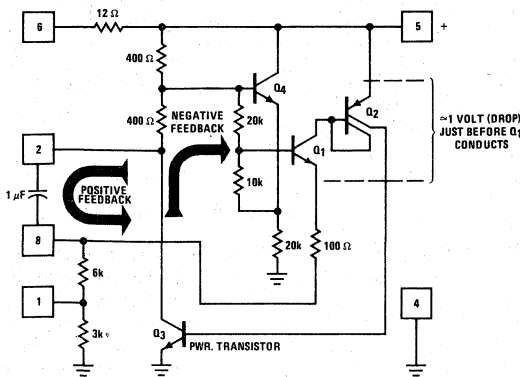 6
12 Ω
5
+
400 Ω
Q4
Q2
NEGATIVE
FEEDBACK
20k
400 Ω
≃1 VOLT (DROP)
JUST BEFORE Q1
CONDUCTS
2
Q1
1 μF
POSITIVE
FEEDBACK
10k
8
20k
100 Ω
6k
1
4
3k
Q3
PWR. TRANSISTOR